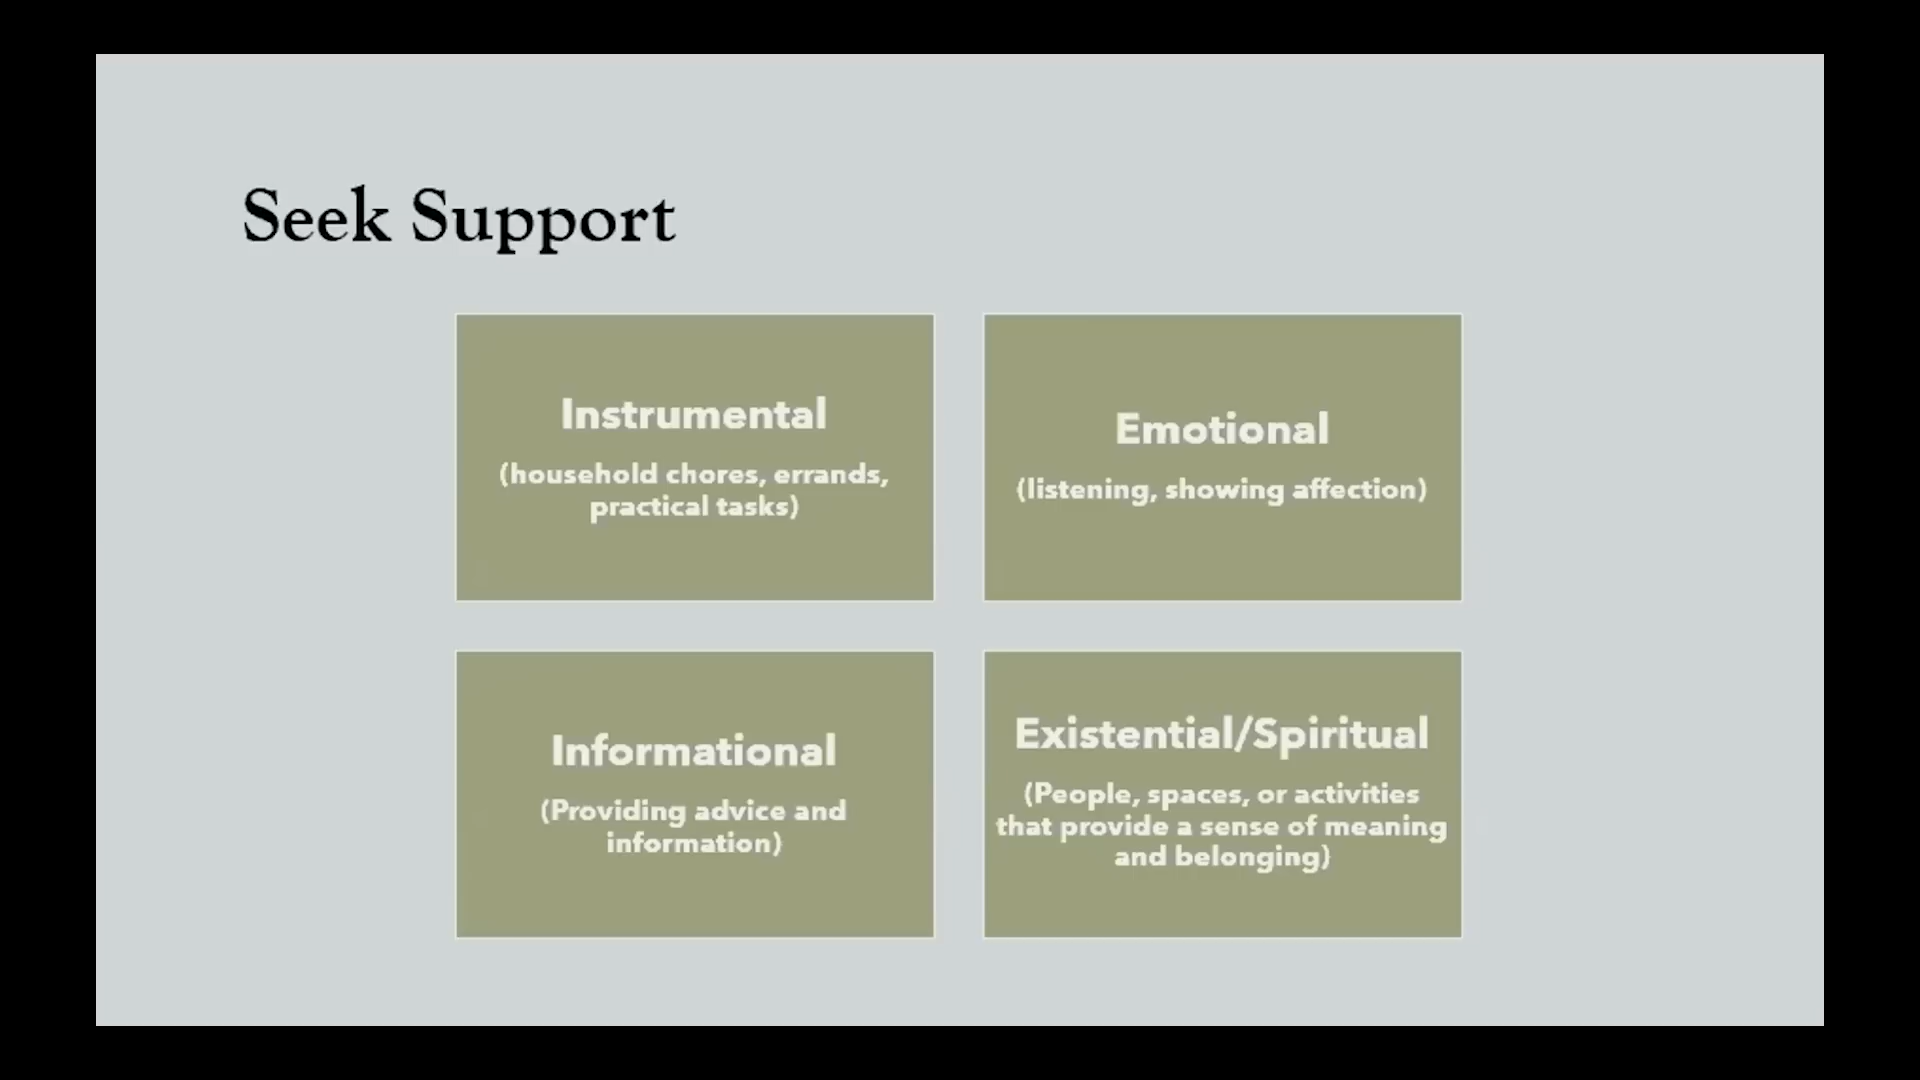 Seek Support
Instrumental
(household chores, errands,
practical tasks)
Emotional
(listening, showing affection)
Informational
(Providing advice and
information)
Existential/Spiritual
(People, spaces, or activities
that provide a sense of meaning
and belonging)